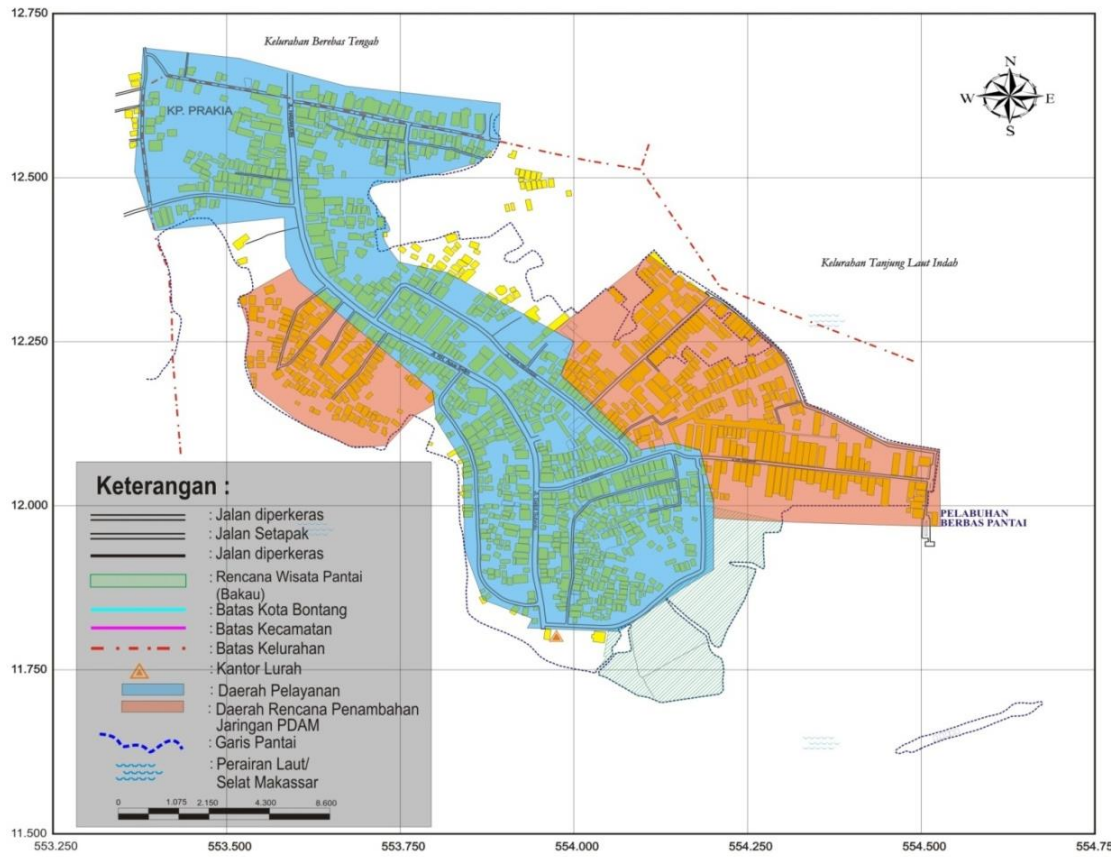 12.750
Kelurahan Berebas Tengah
N
W
E
S
KP. PRAKIA
12.500
Kelurahan Tanjung Laut Indah
12.250
12.000
PELABUHAN
BERBAS PANTAI
Keterangan :
: Jalan diperkeras
: Jalan Setapak
: Jalan diperkeras
: Rencana Wisata Pantai
(Bakau)
: Batas Kota Bontang
: Batas Kecamatan
: Batas Kelurahan
: Kantor Lurah
: Daerah Pelayanan
: Daerah Rencana Penambahan
Jaringan PDAM
: Garis Pantai
: Perairan Laut/
Selat Makassar
0 1.075 2.150 4.300 6.600
11.750
11.500
553.250 553.500 553.750 554.000 554.250 554.500 554.75